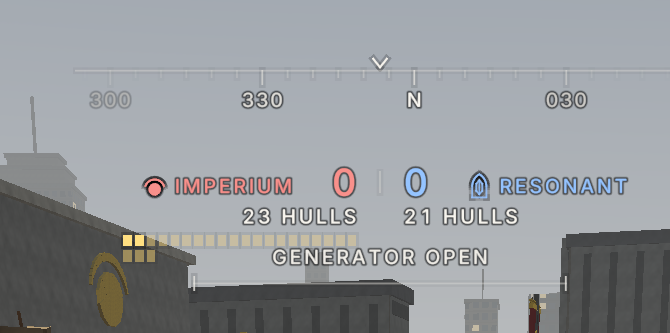 300 330 N 030
IMPERIUM 0 0 RESONANT
23 HULLS 21 HULLS
GENERATOR OPEN